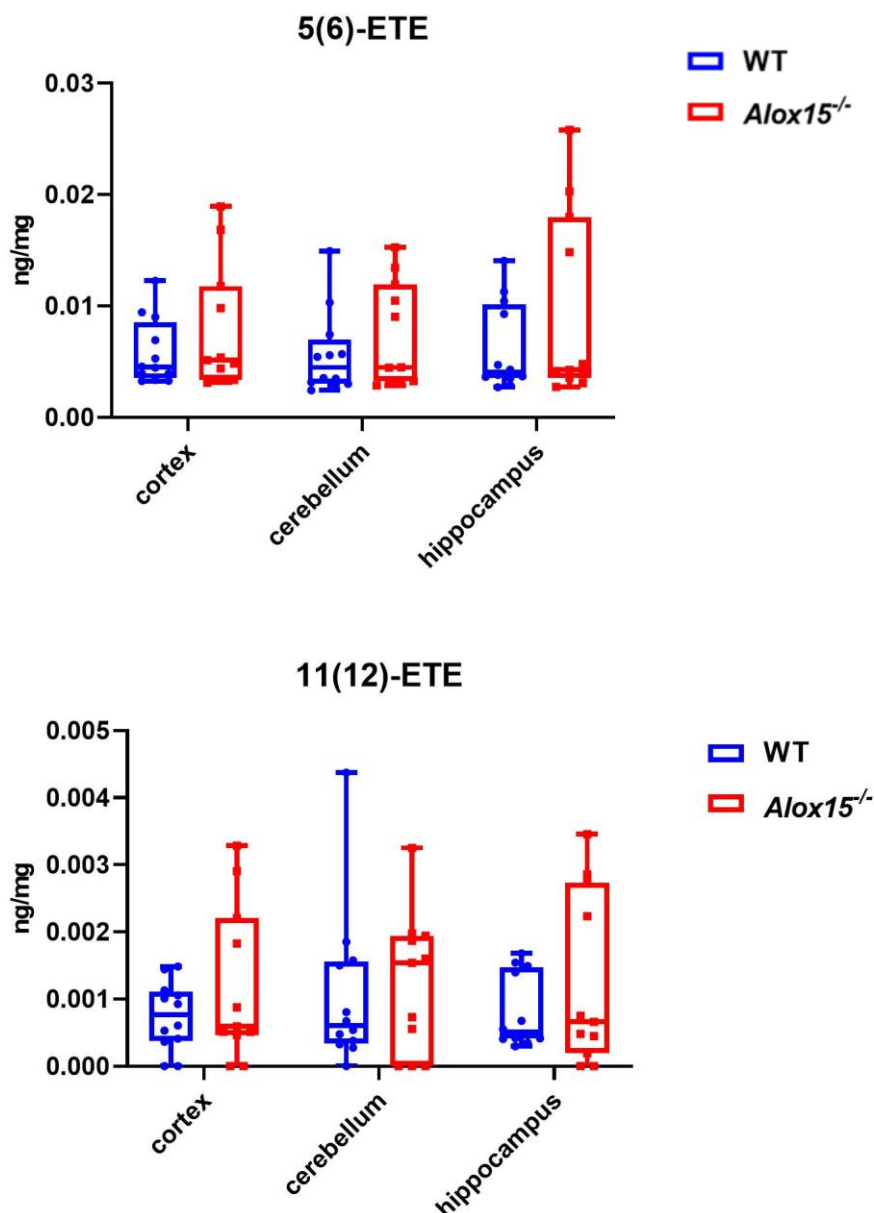 5(6)-ETE
WT
Alox15-/-
0.03
0.02
0.01
0.00
ng/mg
cortex
cerebellum
hippocampus
11(12)-ETE
WT
Alox15-/-
0.005
0.004
0.003
0.002
0.001
0.000
ng/mg
cortex
cerebellum
hippocampus